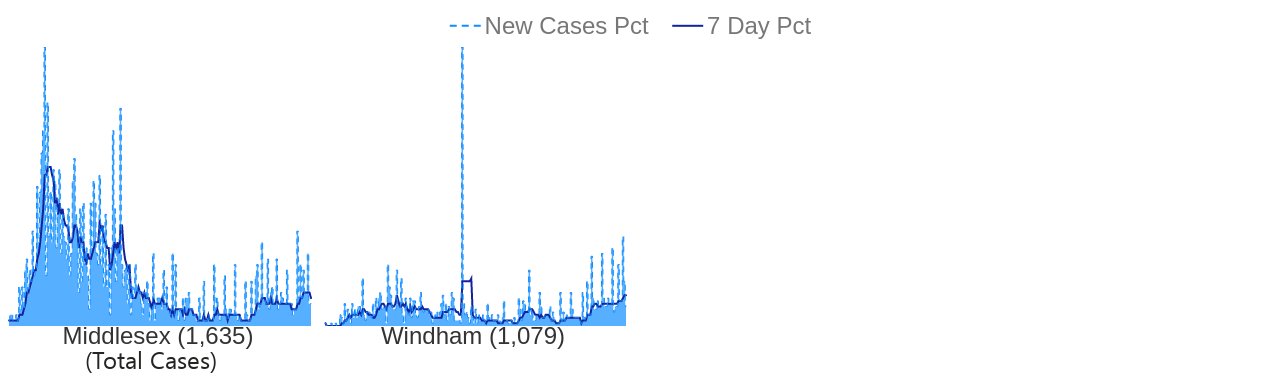 New Cases Pct 7 Day Pct
Middlesex (1,635) Windham (1,079)
(Total Cases)